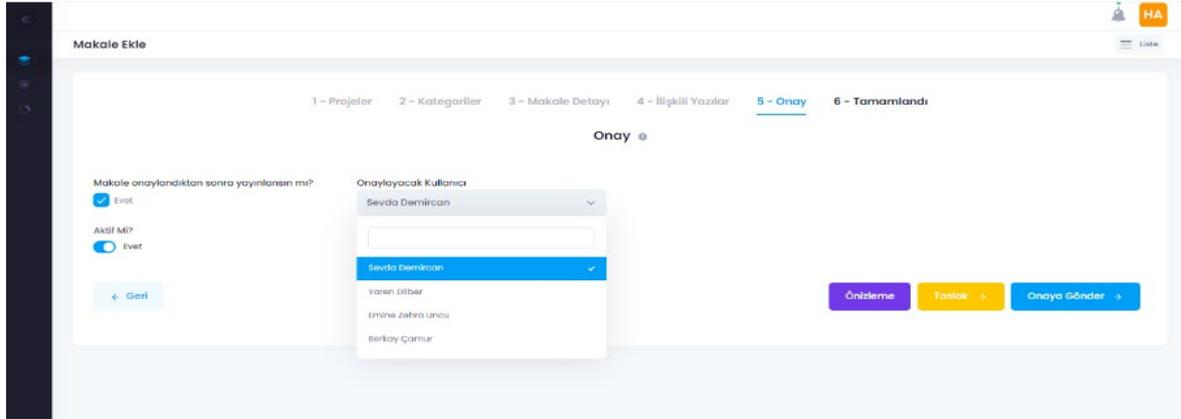 HA
Makale Ekle
Liste
1 - Projeler 2 - Kategoriler 3 - Makale Detayı 4 - İlişkili Yazılar 5 - Onay 6 - Tamamlandı
Onay
Makale onaylandıktan sonra yayınlansın mı?
Evet
Aktif Mi?
Evet
Onaylayacak Kullanıcı
Sevda Demircan
Sevda Demircan
Yaren Dilber
Emine Zehra Uncu
Berkay Çamur
← Geri
Önizleme
Taslak →
Onaya Gönder →